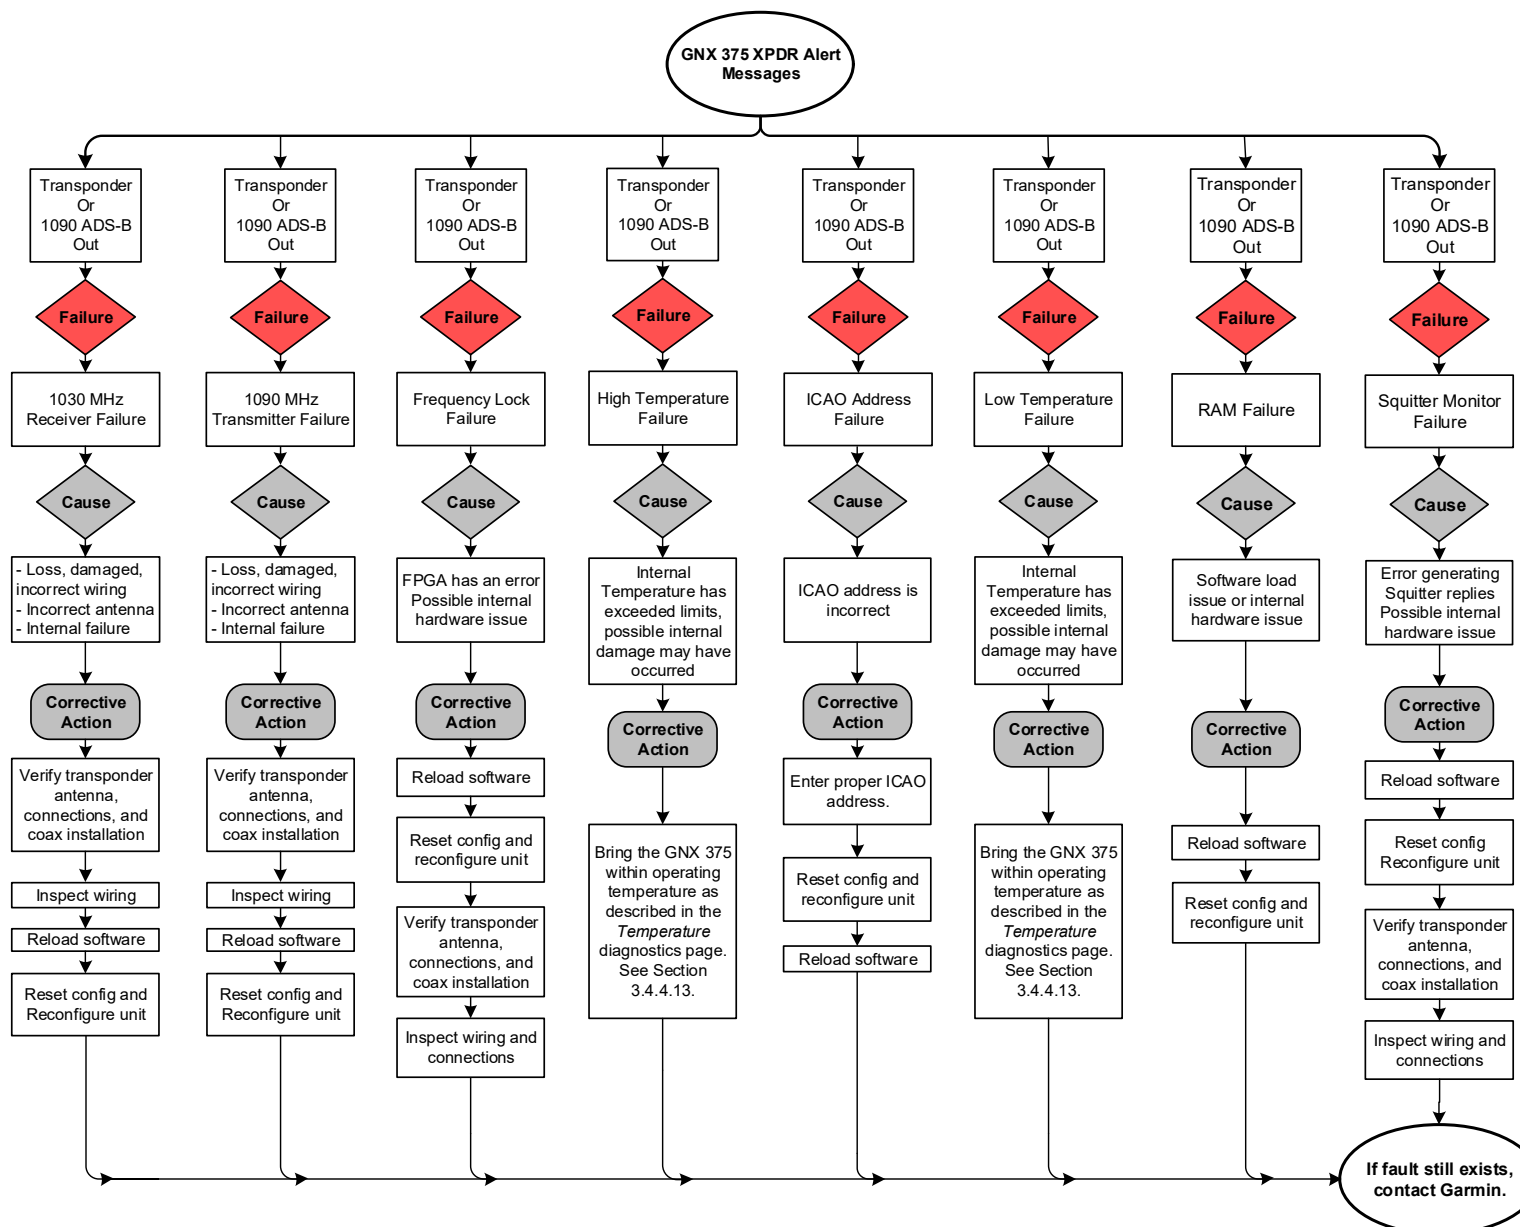 GNX 375 XPDR Alert
Messages
Transponder
Or
1090 ADS-B
Out
Failure
1030 MHz
Receiver Failure
Cause
- Loss, damaged,
incorrect wiring
- Incorrect antenna
- Internal failure
Corrective
Action
Verify transponder
antenna,
connections, and
coax installation
Inspect wiring
Reload software
Reset config and
Reconfigure unit
Transponder
Or
1090 ADS-B
Out
Failure
1090 MHz
Transmitter Failure
Cause
- Loss, damaged,
incorrect wiring
- Incorrect antenna
- Internal failure
Corrective
Action
Verify transponder
antenna,
connections, and
coax installation
Inspect wiring
Reload software
Reset config and
Reconfigure unit
Transponder
Or
1090 ADS-B
Out
Failure
Frequency Lock
Failure
Cause
FPGA has an error
Possible internal
hardware issue
Corrective
Action
Reload software
Reset config and
reconfigure unit
Verify transponder
antenna,
connections, and
coax installation
Inspect wiring and
connections
Transponder
Or
1090 ADS-B
Out
Failure
High Temperature
Failure
Cause
Internal
Temperature has
exceeded limits,
possible internal
damage may have
occurred
Corrective
Action
Bring the GNX 375
within operating
temperature as
described in the
Temperature
diagnostics page.
See Section
3.4.4.13.
Transponder
Or
1090 ADS-B
Out
Failure
ICAO Address
Failure
Cause
ICAO address is
incorrect
Corrective
Action
Enter proper ICAO
address.
Reset config and
reconfigure unit
Reload software
Transponder
Or
1090 ADS-B
Out
Failure
Low Temperature
Failure
Cause
Internal
Temperature has
exceeded limits,
possible internal
damage may have
occurred
Corrective
Action
Bring the GNX 375
within operating
temperature as
described in the
Temperature
diagnostics page.
See Section
3.4.4.13.
Transponder
Or
1090 ADS-B
Out
Failure
RAM Failure
Cause
Software load
issue or internal
hardware issue
Corrective
Action
Reload software
Reset config and
reconfigure unit
Transponder
Or
1090 ADS-B
Out
Failure
Squitter Monitor
Failure
Cause
Error generating
Squitter replies
Possible internal
hardware issue
Corrective
Action
Reload software
Reset config
Reconfigure unit
Verify transponder
antenna,
connections, and
coax installation
Inspect wiring and
connections
If fault still exists,
contact Garmin.